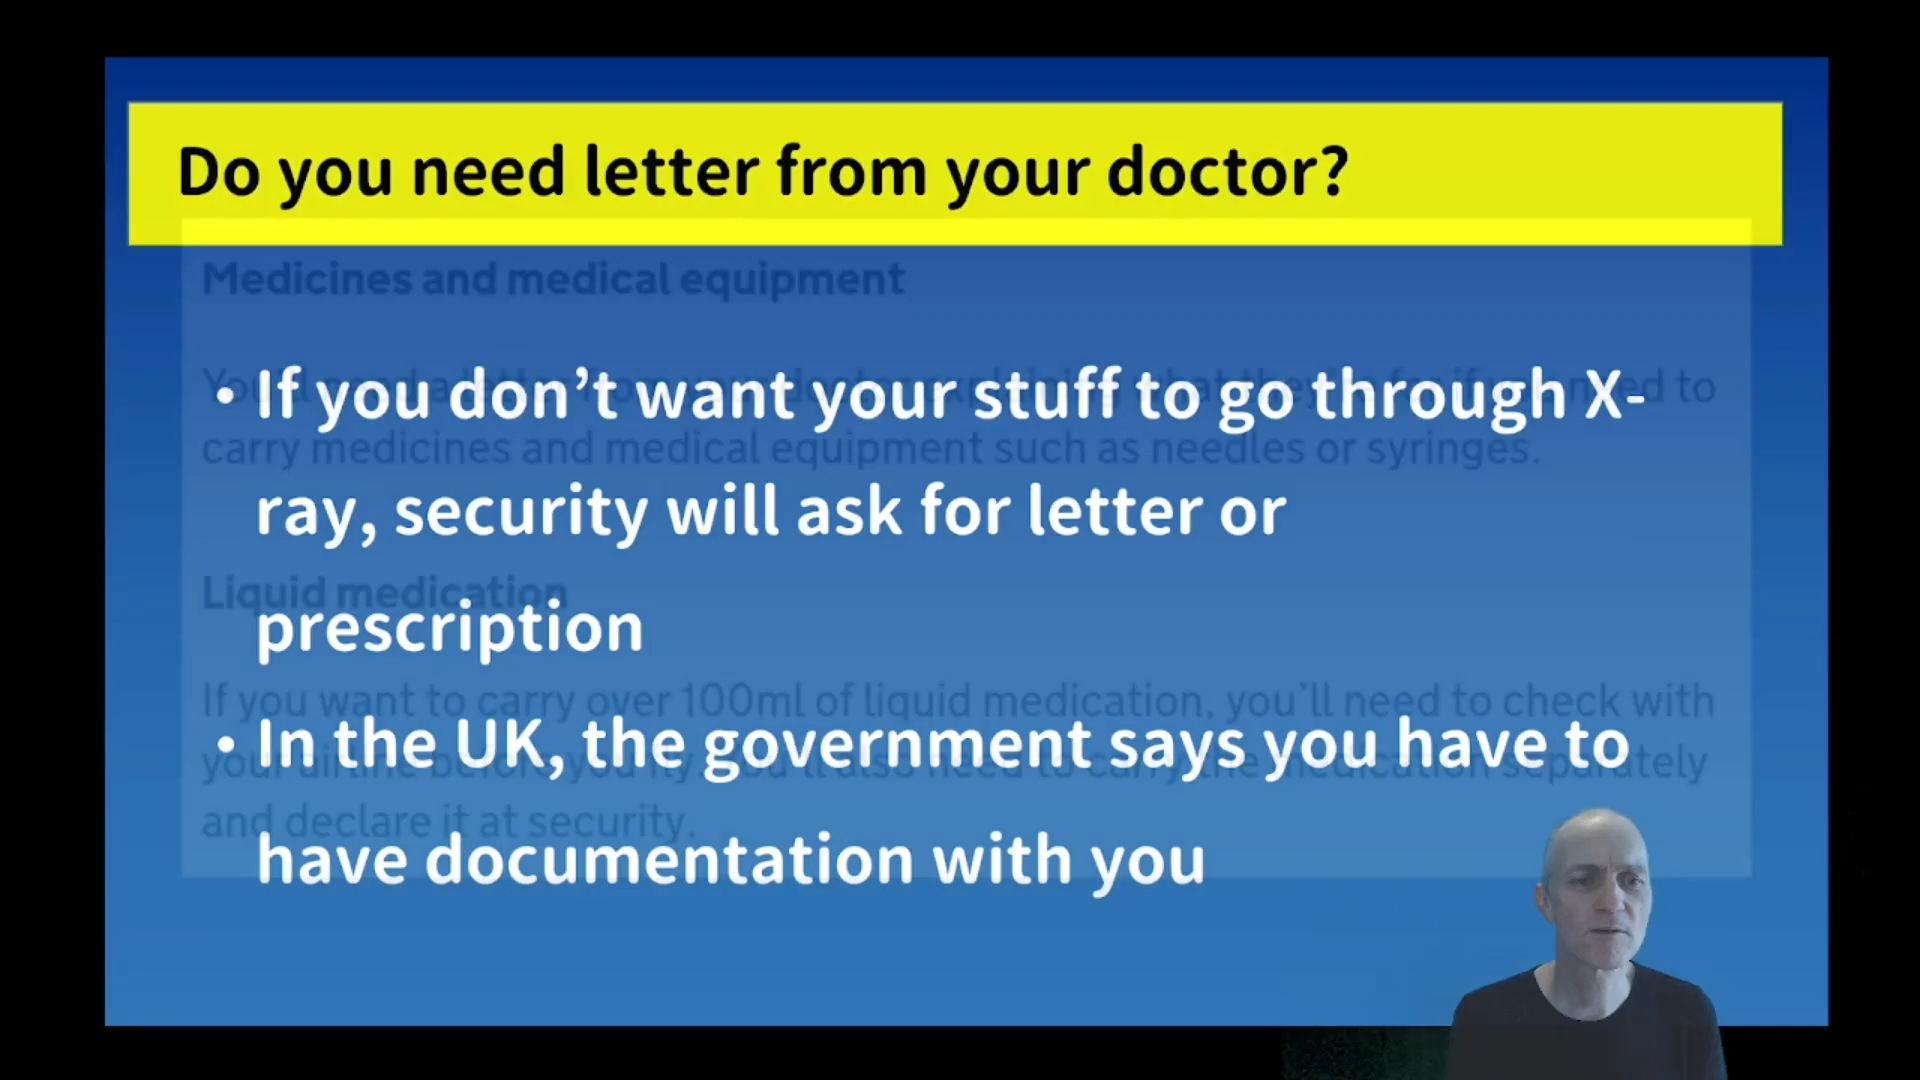 Do you need letter from your doctor?
Medicines and medical equipment
• If you don’t want your stuff to go through X-
carry medicines and medical equipment such as needles or syringes.
ray, security will ask for letter or
Liquid medication
prescription
If you want to carry over 100ml of liquid medication, you’ll need to check with
• In the UK, the government says you have to
and declare it at security.
have documentation with you